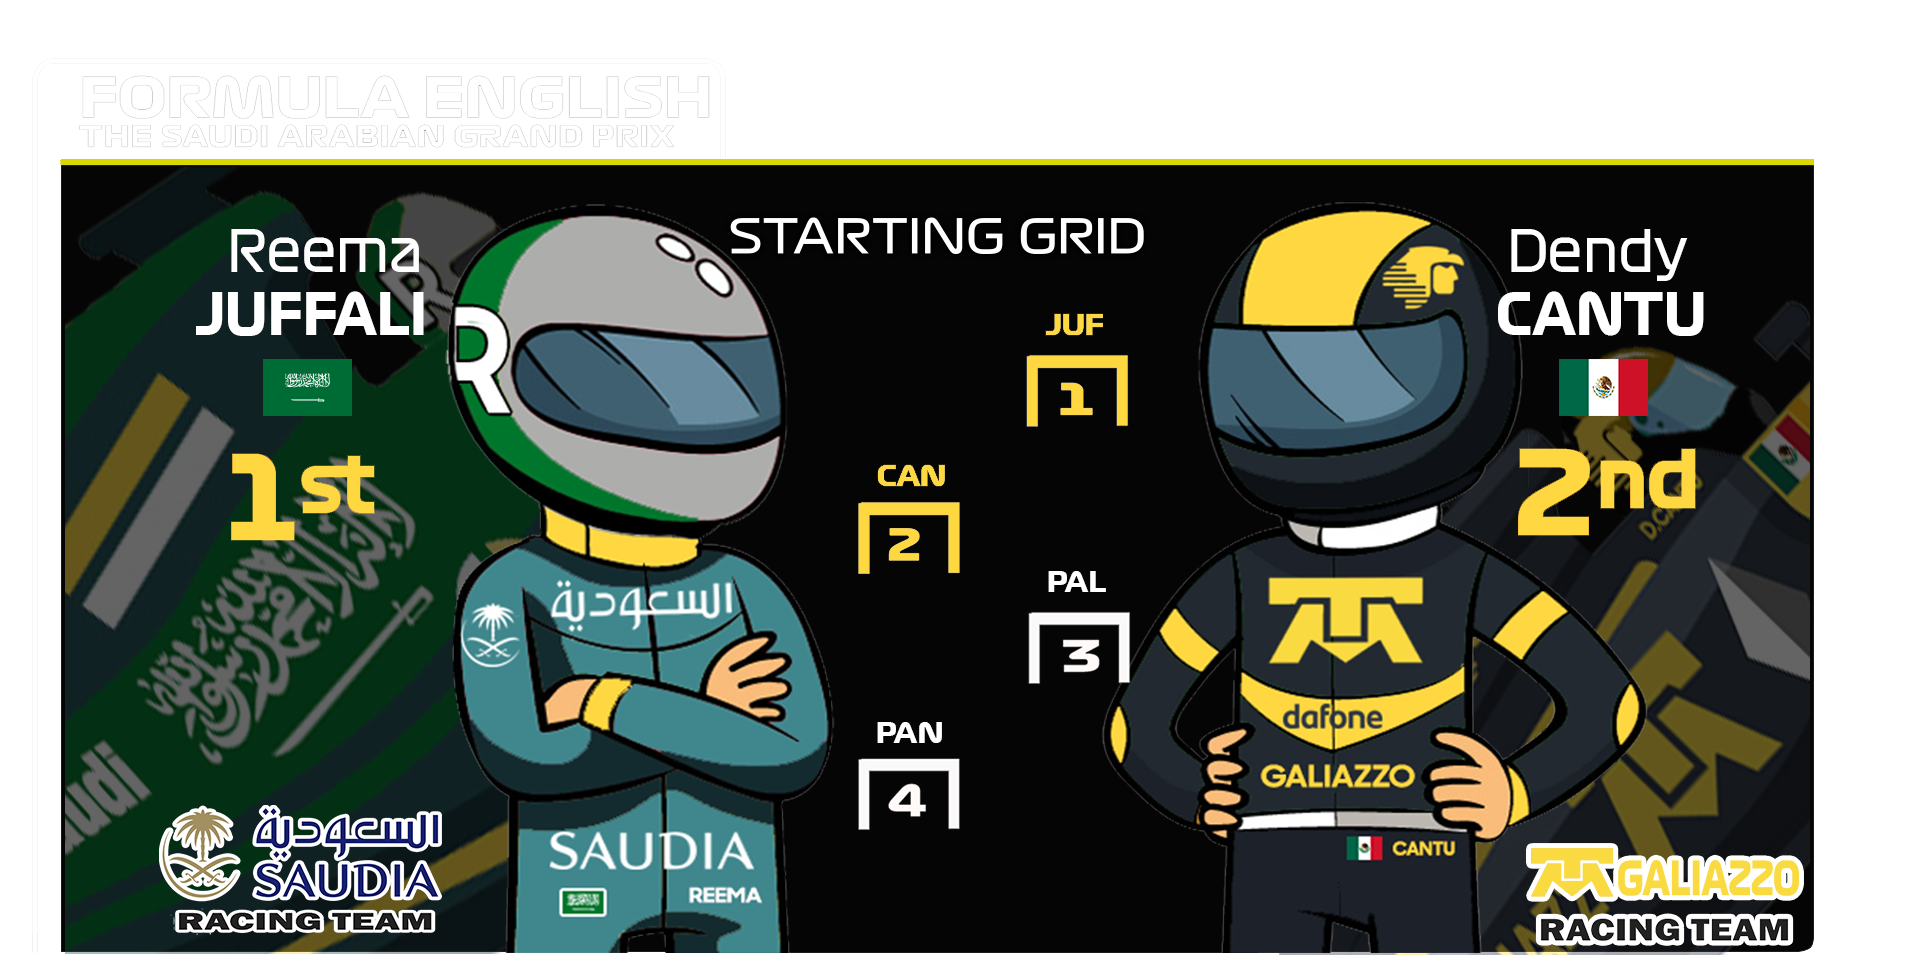 FORMULA ENGLISH
THE SAUDI ARABIAN GRAND PRIX
STARTING GRID
Reema
JUFFALI
1st
R
السعودية
SAUDIA
REEMA
السعودية
SAUDIA
RACING TEAM
JUF
1
CAN
2
PAL
3
PAN
4
Dendy
CANTU
2nd
dafone
GALIAZZO
CANTU
GALIAZZO
RACING TEAM